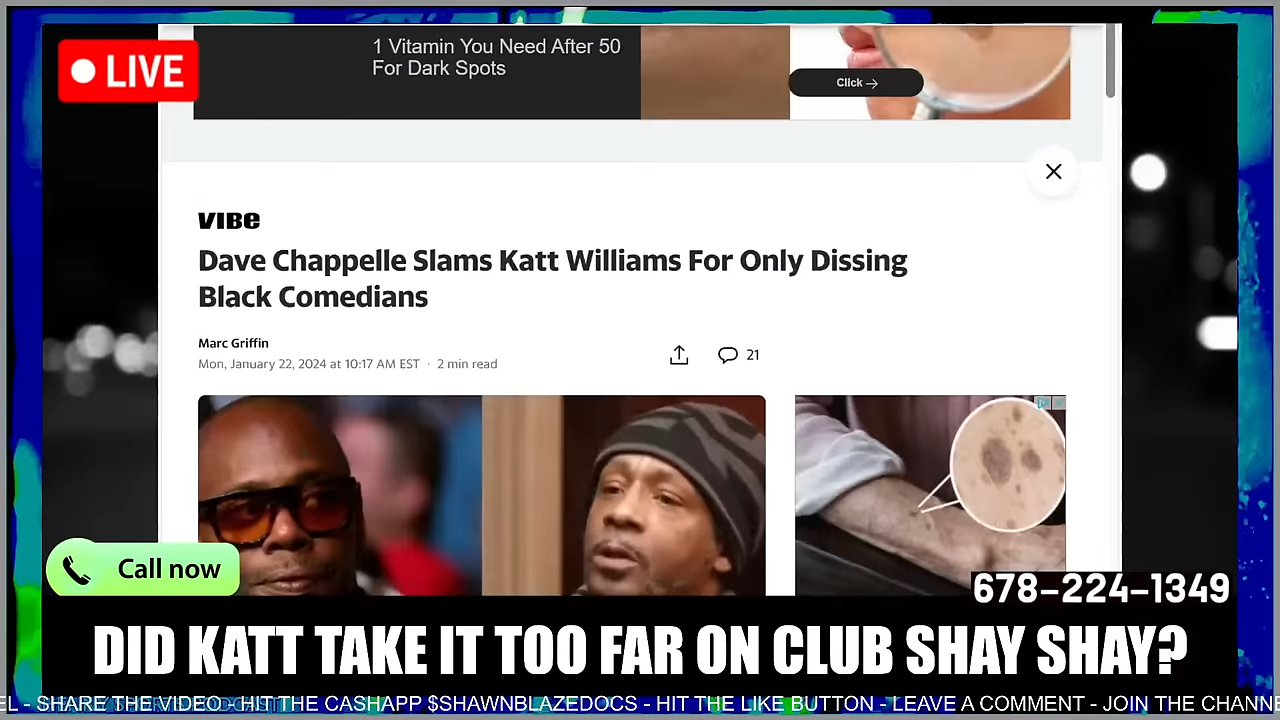 1 Vitamin You Need After 50
For Dark Spots
Click →
LIVE
VIBE
Dave Chappelle Slams Katt Williams For Only Dissing
Black Comedians
Marc Griffin
Mon, January 22, 2024 at 10:17 AM EST · 2 min read
21
Call now
678-224-1349
DID KATT TAKE IT TOO FAR ON CLUB SHAY SHAY?
EL - SHARE THE VIDEO - HIT THE CASHAPP $SHAWNBLAZEDOCS - HIT THE LIKE BUTTON - LEAVE A COMMENT - JOIN THE CHANNE